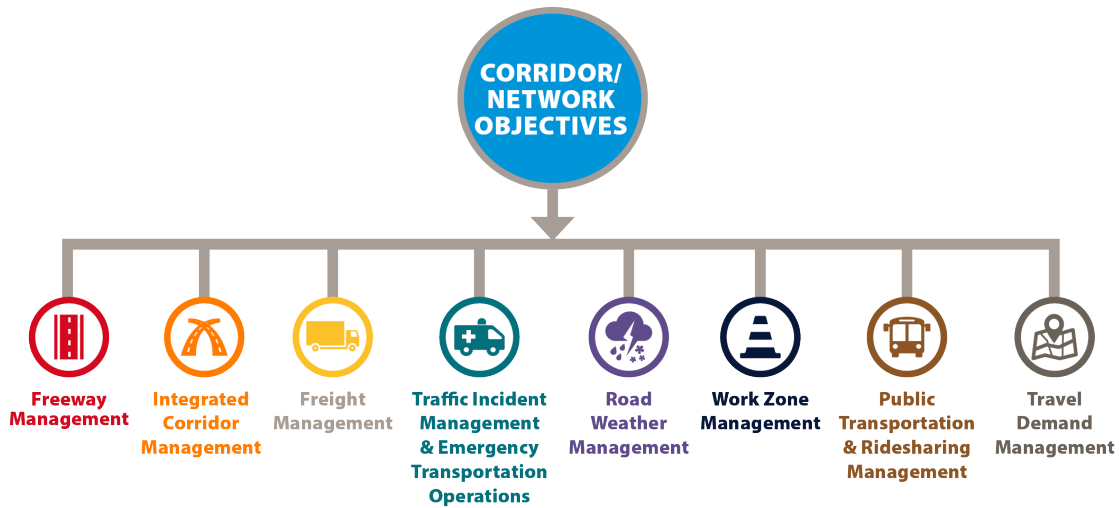 CORRIDOR/
NETWORK
OBJECTIVES
Freeway
Management
Integrated
Corridor
Management
Freight
Management
Traffic Incident
Management
& Emergency
Transportation
Operations
Road
Weather
Management
Work Zone
Management
Public
Transportation
& Ridesharing
Management
Travel
Demand
Management